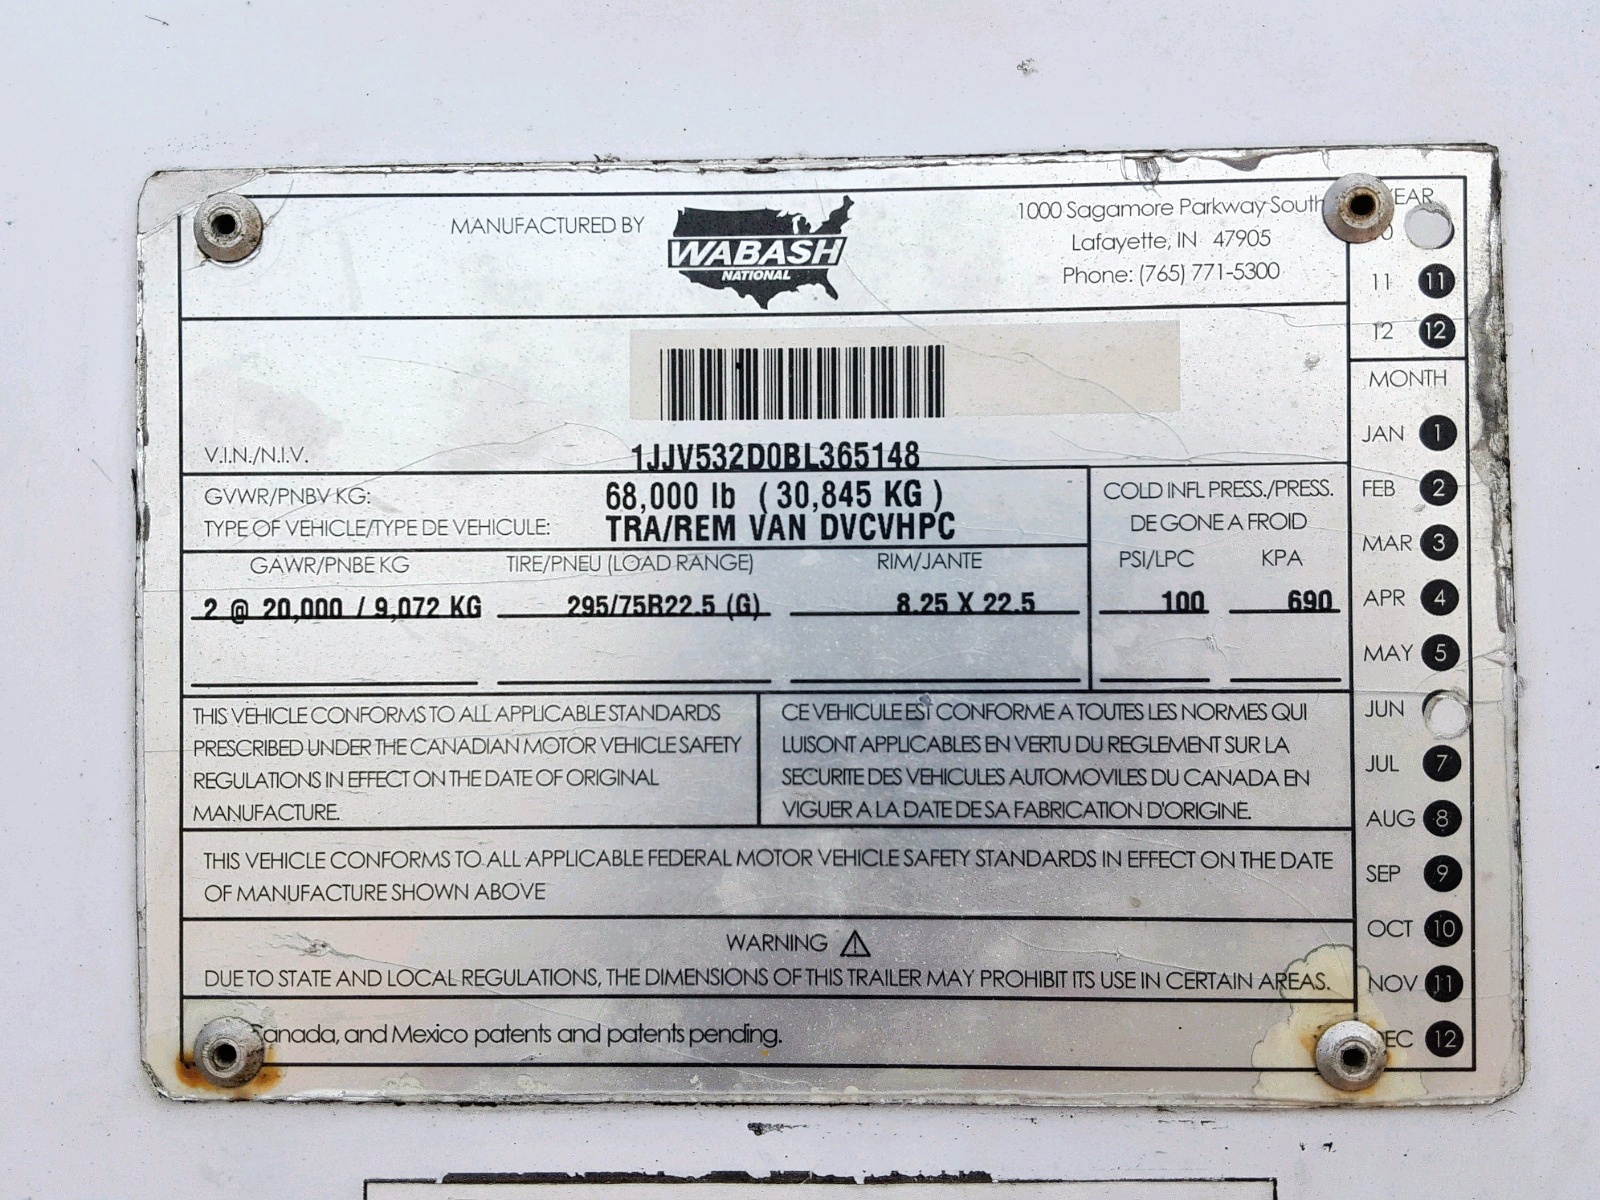 MANUFACTURED BY
WABASH
NATIONAL
1000 Sagamore Parkway South
Lafayette, IN 47905
Phone: (765) 771-5300
11 11
12 12
MONTH
JAN 1
FEB 2
MAR 3
APR 4
MAY 5
JUN
JUL 7
AUG 8
SEP 9
OCT 10
NOV 11
12
V.I.N./N.I.V. 1JJV532D0BL365148
GVWR/PNBV KG: 68,000 lb ( 30,845 KG )
TYPE OF VEHICLE/TYPE DE VEHICULE: TRA/REM VAN DVCVHPC
COLD INFL PRESS./PRESS.
DE GONE A FROID
GAWR/PNBE KG TIRE/PNEU (LOAD RANGE) RIM/JANTE PSI/LPC KPA
2 @ 20,000 / 9,072 KG 295/75R22.5 (G) 8.25 X 22.5 100 690
THIS VEHICLE CONFORMS TO ALL APPLICABLE STANDARDS
PRESCRIBED UNDER THE CANADIAN MOTOR VEHICLE SAFETY
REGULATIONS IN EFFECT ON THE DATE OF ORIGINAL
MANUFACTURE.
CE VEHICULE EST CONFORME A TOUTES LES NORMES QUI
LUISONT APPLICABLES EN VERTU DU REGLEMENT SUR LA
SECURITE DES VEHICULES AUTOMOVILES DU CANADA EN
VIGUER A LA DATE DE SA FABRICATION D'ORIGINE.
THIS VEHICLE CONFORMS TO ALL APPLICABLE FEDERAL MOTOR VEHICLE SAFETY STANDARDS IN EFFECT ON THE DATE
OF MANUFACTURE SHOWN ABOVE
WARNING
DUE TO STATE AND LOCAL REGULATIONS, THE DIMENSIONS OF THIS TRAILER MAY PROHIBIT ITS USE IN CERTAIN AREAS.
Canada, and Mexico patents and patents pending.